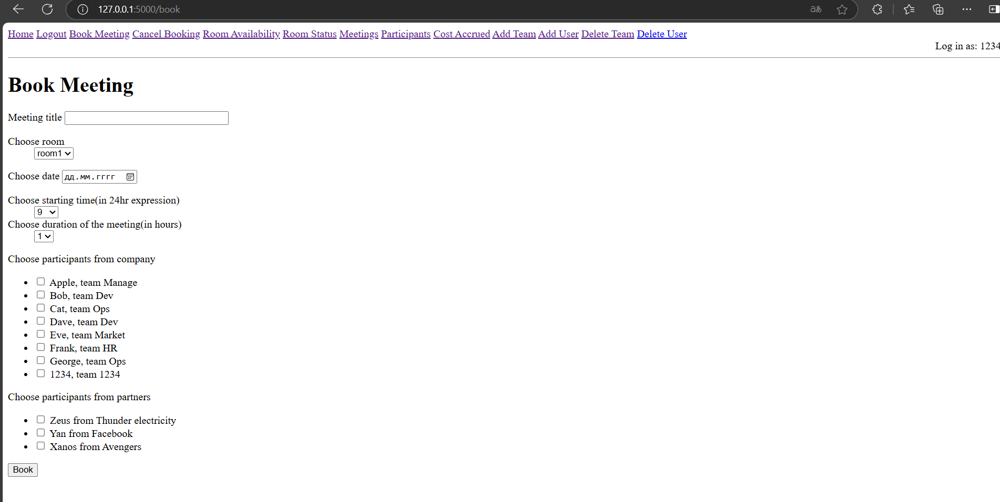 127.0.0.1:5000/book
Home Logout Book Meeting Cancel Booking Room Availability Room Status Meetings Participants Cost Accrued Add Team Add User Delete Team Delete User
Log in as: 1234
Book Meeting
Meeting title
Choose room
room1
Choose date дд.мм.гггг
Choose starting time(in 24hr expression)
9
Choose duration of the meeting(in hours)
1
Choose participants from company
Apple, team Manage
Bob, team Dev
Cat, team Ops
Dave, team Dev
Eve, team Market
Frank, team HR
George, team Ops
1234, team 1234
Choose participants from partners
Zeus from Thunder electricity
Yan from Facebook
Xanos from Avengers
Book